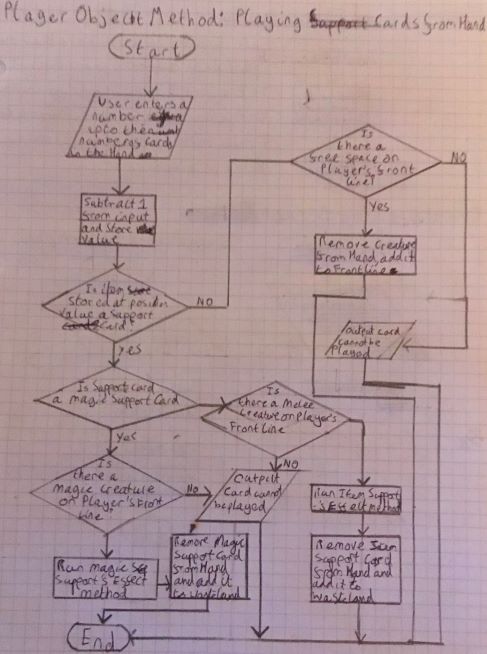 Player Object Method: Playing Support Cards from Hand
Start
User enters a
number
upto the
number of cards
in the Hand
Subtract 1
from input
and Store
Value
Is item
Stored at position
Value a Support
Card?
NO
yes
Is Support card
a magic Support Card
yes
Is
there a
magic Creature
on Player's Front
Line?
No
Run magic
Support's Effect
method
Remove Magic
Support Card
from Hand
and add it
to Wasteland
End
Is
there a Melee
Creature on Player's
Front Line
NO
Output
Card cannot
be played
Run Item Support
's Effect method
Remove Item
Support Card
from Hand and
add it to
Wasteland
Is
there a
free space on
Player's Front
line?
NO
Yes
Remove Creature
from Hand, add it
to Front Line
Output card
cannot be
Played